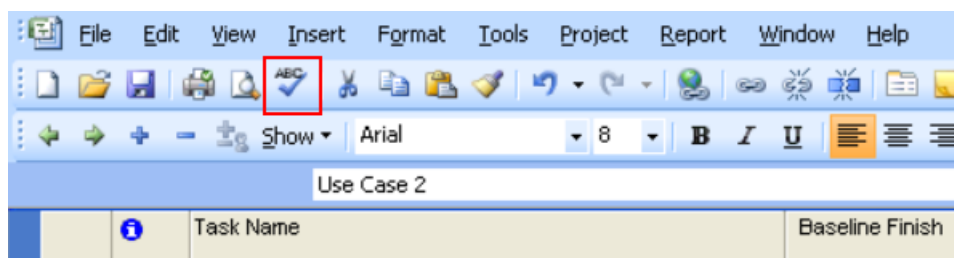 File Edit View Insert Format Tools Project Report Window Help
ABC
Show Arial 8 B I U
Use Case 2
Task Name Baseline Finish